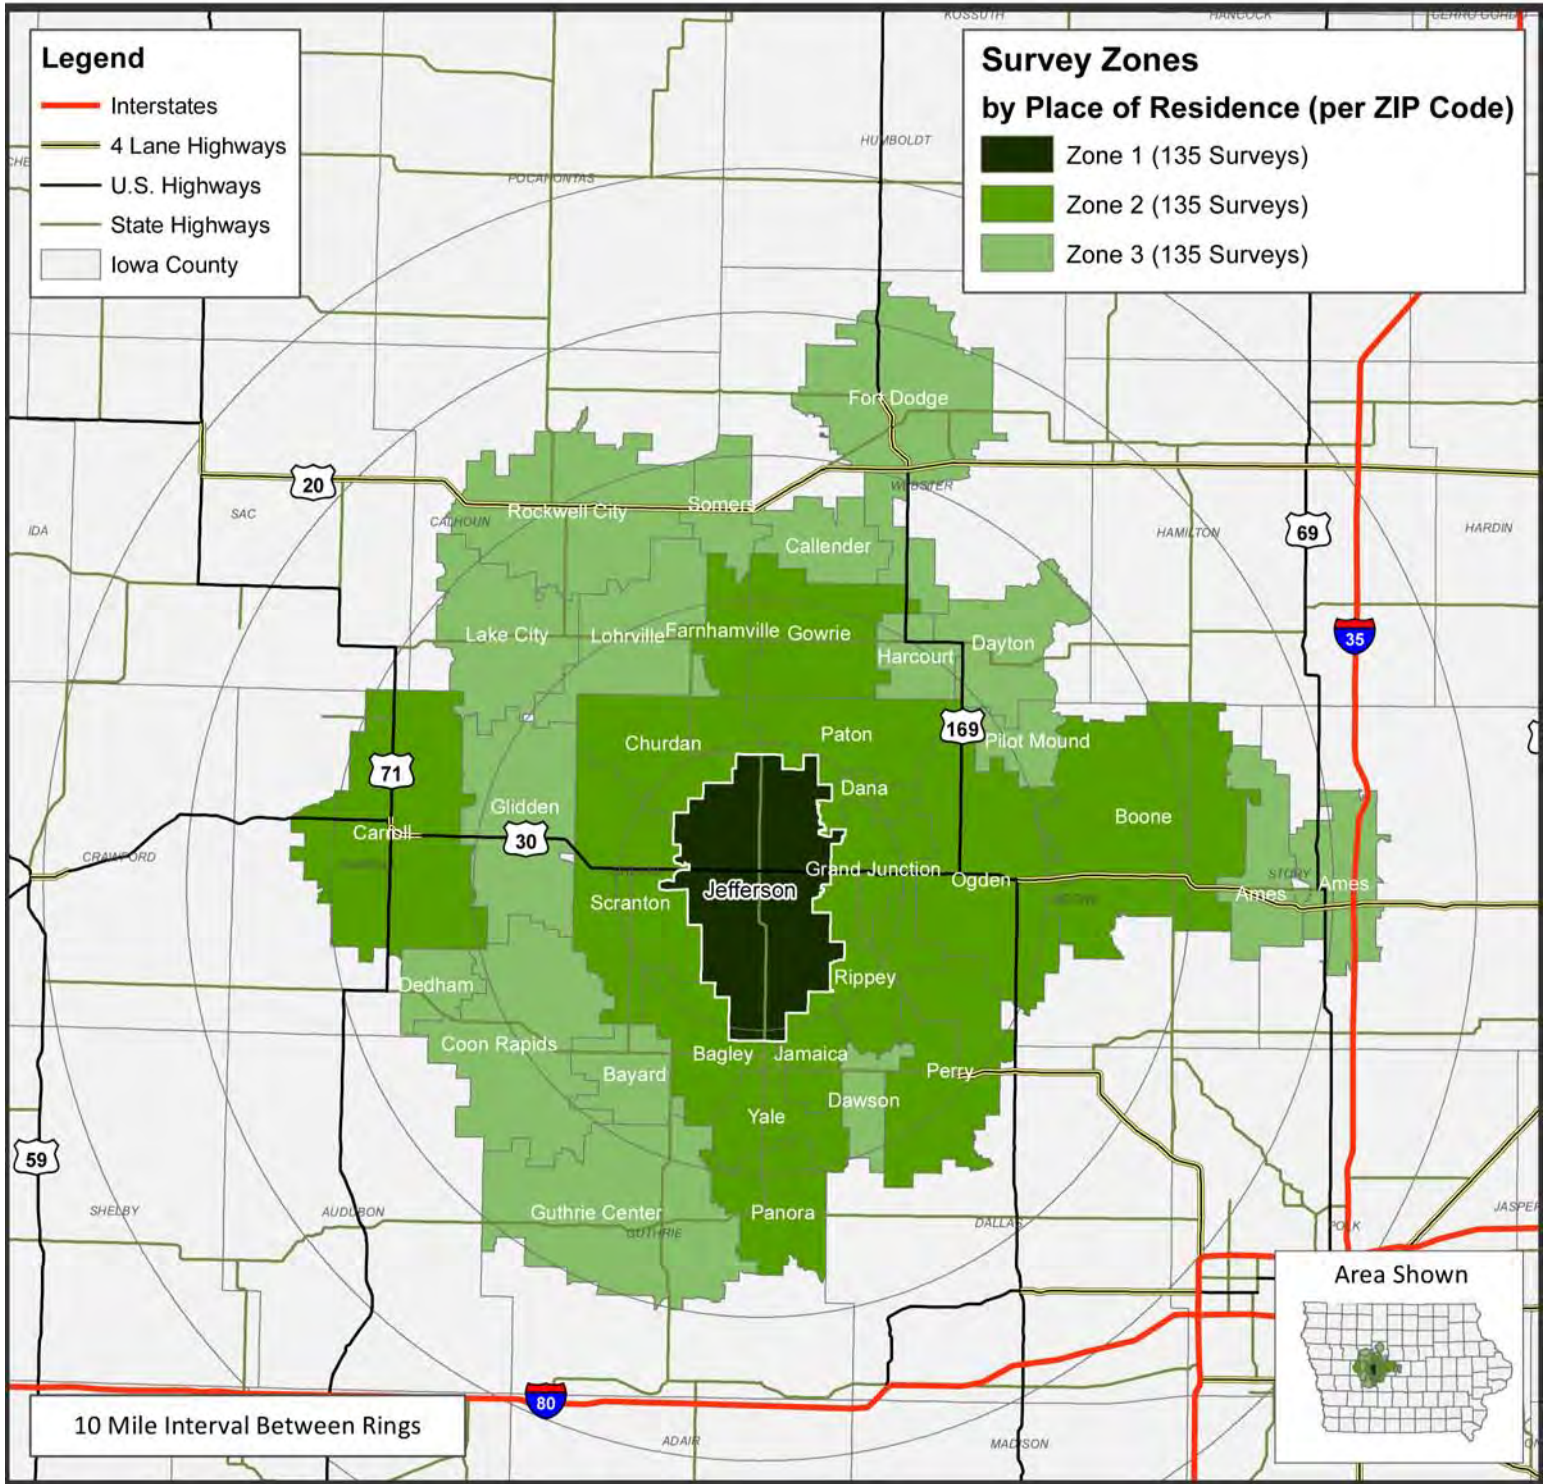 KOSSUTH
HANCOCK
CERRO GORDO
Legend
Interstates
4 Lane Highways
U.S. Highways
State Highways
Iowa County
Survey Zones
by Place of Residence (per ZIP Code)
Zone 1 (135 Surveys)
Zone 2 (135 Surveys)
Zone 3 (135 Surveys)
HUMBOLDT
POCAHONTAS
Fort Dodge
20
WEBSTER
SAC
CALHOUN
Rockwell City
Somers
IDA
HAMILTON
69
HARDIN
Callender
Lake City
Lohrville
Farnhamville
Gowrie
Harcourt
Dayton
35
169
Churdan
Paton
Pilot Mound
71
Dana
Glidden
Boone
Carroll
30
CRAWFORD
Grand Junction
Ogden
STORY
Ames
Ames
Jefferson
Scranton
Rippey
Dedham
Coon Rapids
Bagley
Jamaica
Bayard
Perry
Dawson
Yale
59
SHELBY
AUDUBON
Guthrie Center
GUTHRIE
Panora
DALLAS
POLK
JASPER
Area Shown
80
10 Mile Interval Between Rings
ADAIR
MADISON